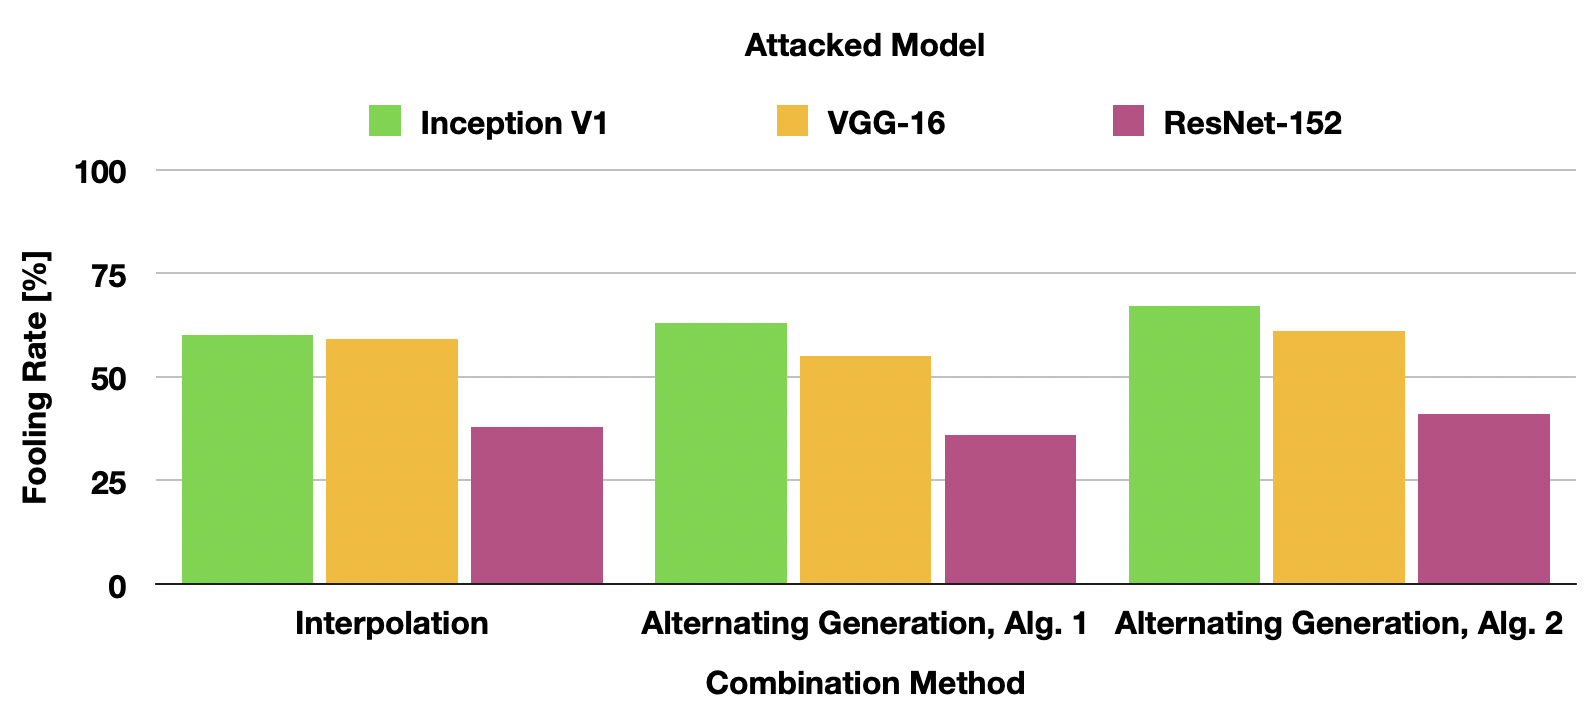 Attacked Model
Inception V1 VGG-16 ResNet-152
100
75
50
25
0
Fooling Rate [%]
Interpolation Alternating Generation, Alg. 1 Alternating Generation, Alg. 2
Combination Method